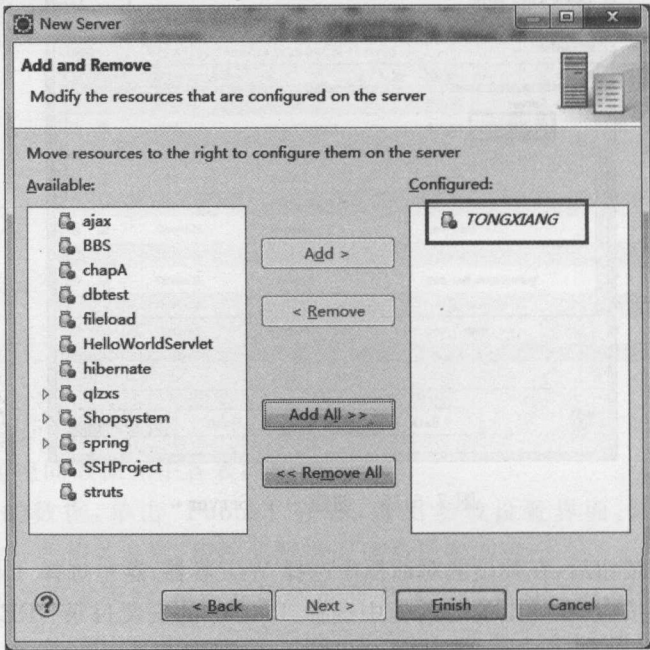 New Server
Add and Remove
Modify the resources that are configured on the server
Move resources to the right to configure them on the server
Available:
Configured:
ajax
BBS
chapA
dbtest
fileload
HelloWorldServlet
hibernate
qlzxs
Shopsystem
spring
SSHProject
struts
Add >
< Remove
Add All >>
<< Remove All
TONGXIANG
?
< Back
Next >
Finish
Cancel